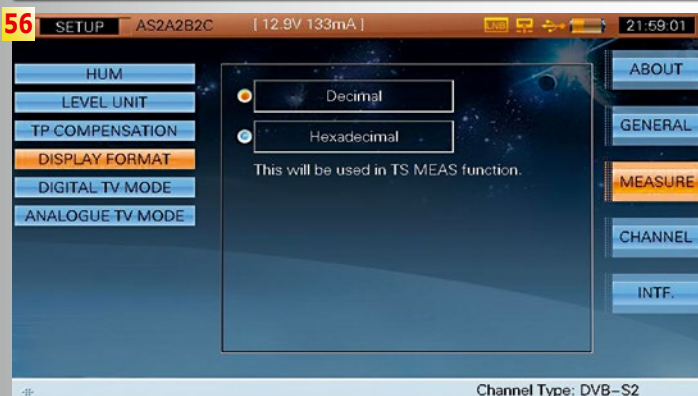 56 SETUP AS2A2B2C [ 12.9V 133mA ] LNB 21:59:01
HUM
LEVEL UNIT
TP COMPENSATION
DISPLAY FORMAT
DIGITAL TV MODE
ANALOGUE TV MODE
Decimal
Hexadecimal
This will be used in TS MEAS function.
ABOUT
GENERAL
MEASURE
CHANNEL
INTF.
Channel Type: DVB-S2